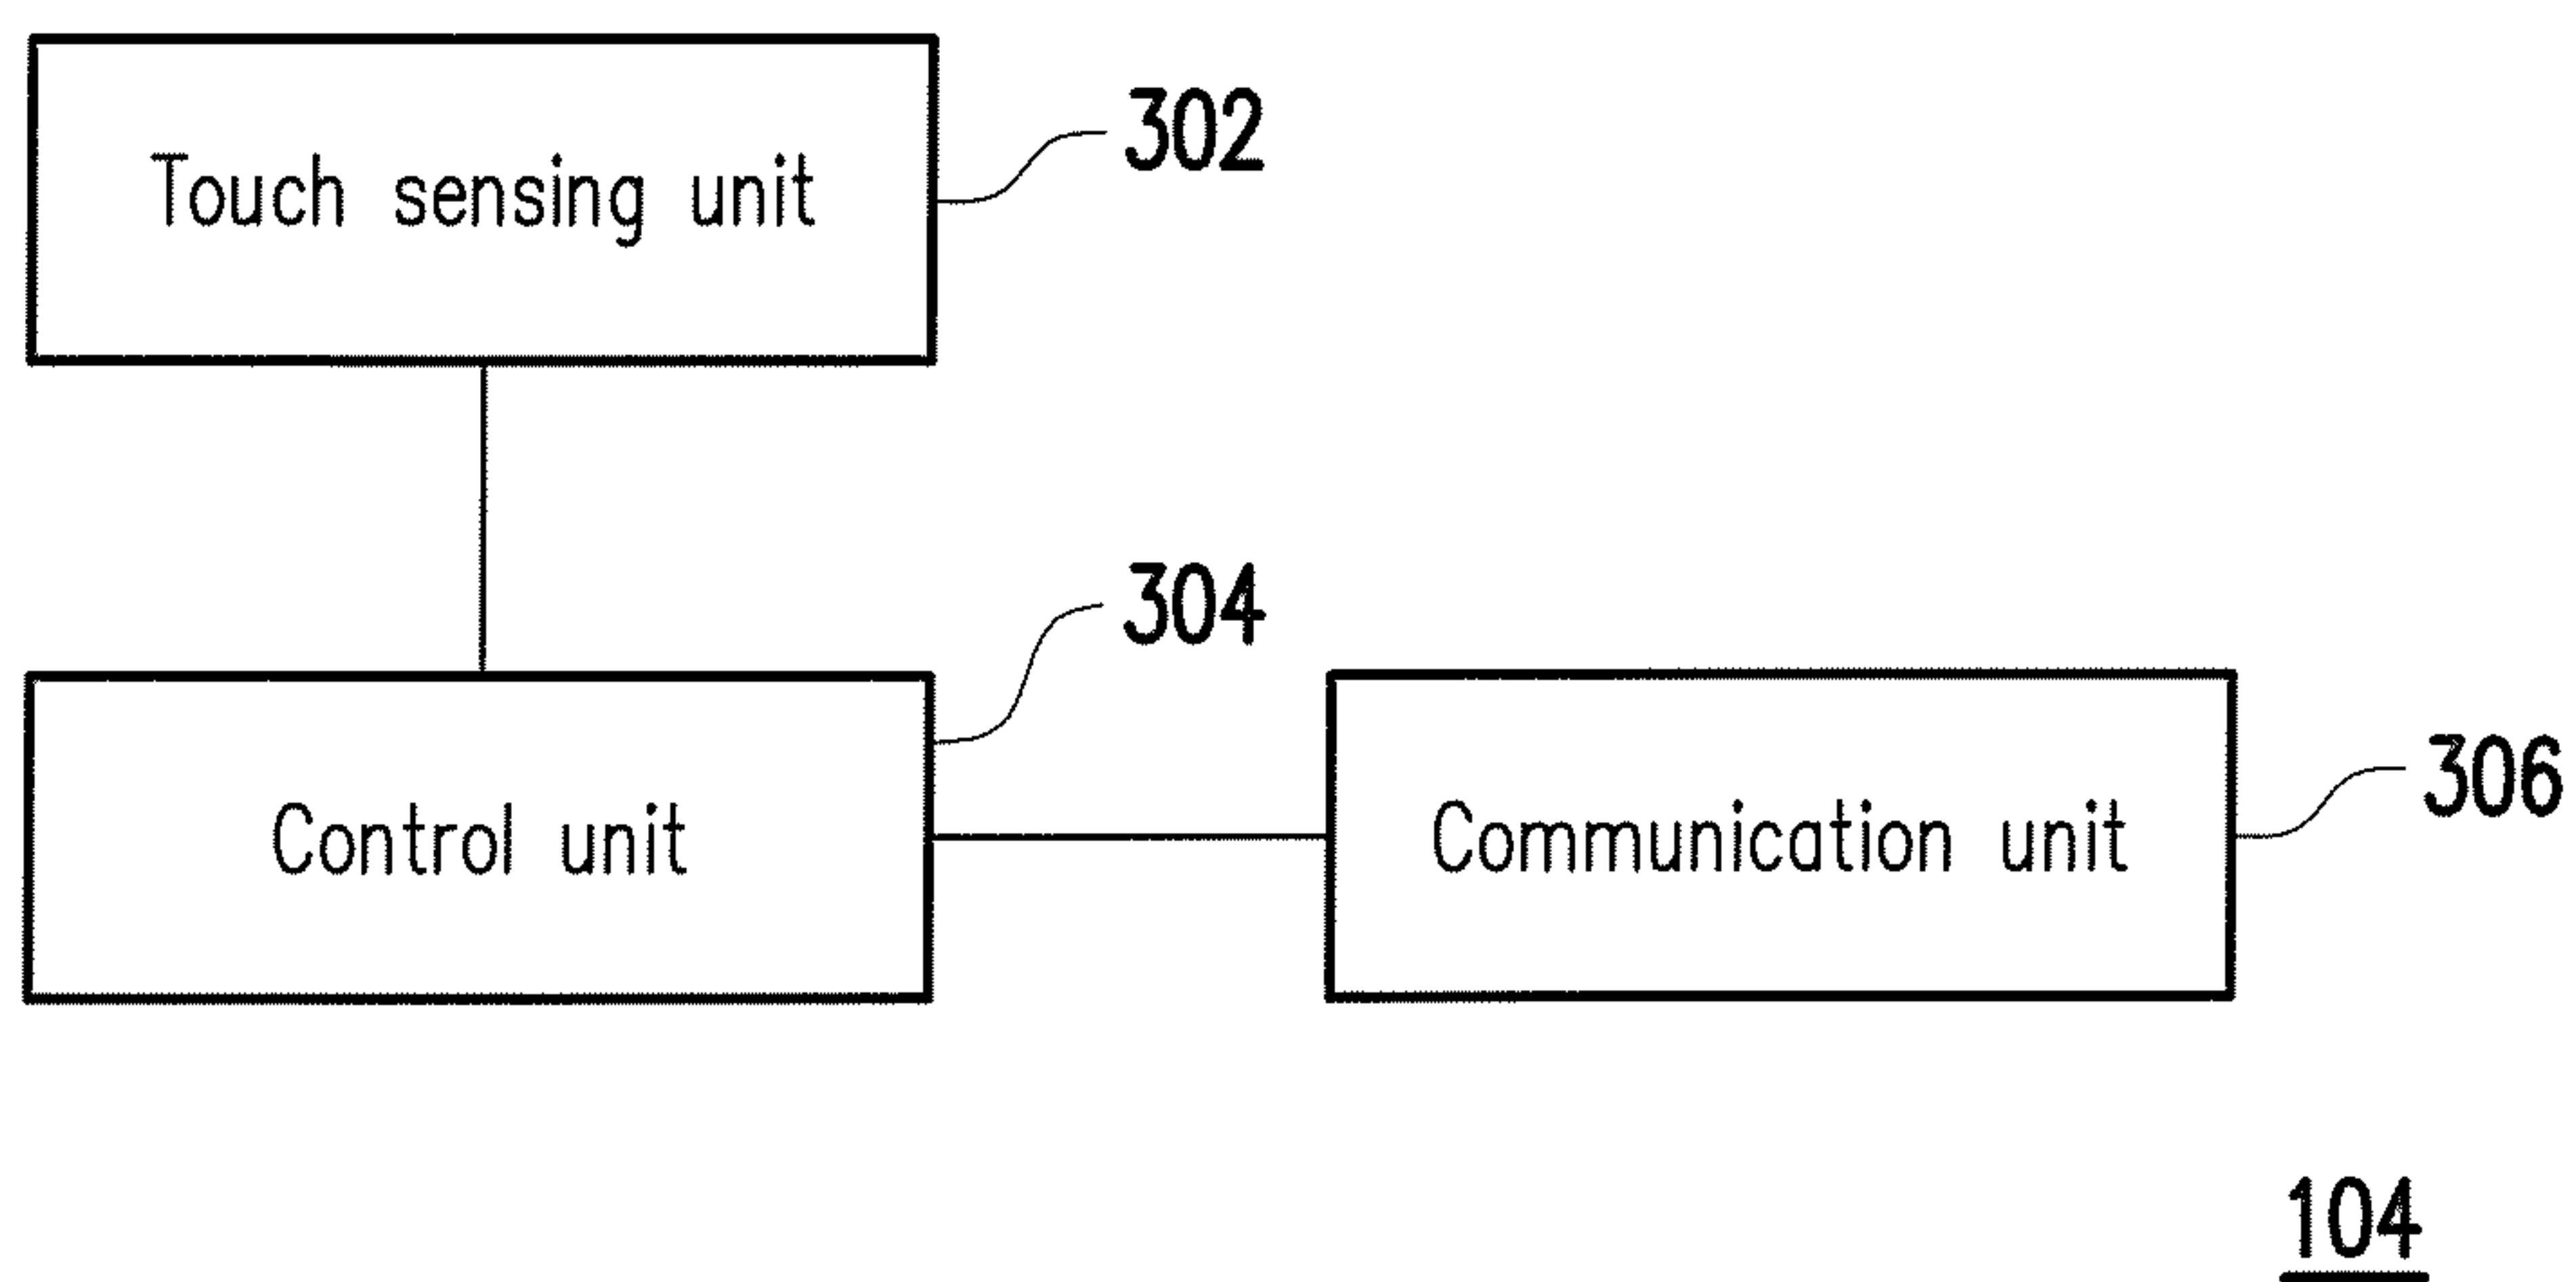 302
Touch sensing unit
304
Control unit
Communication unit
306
104